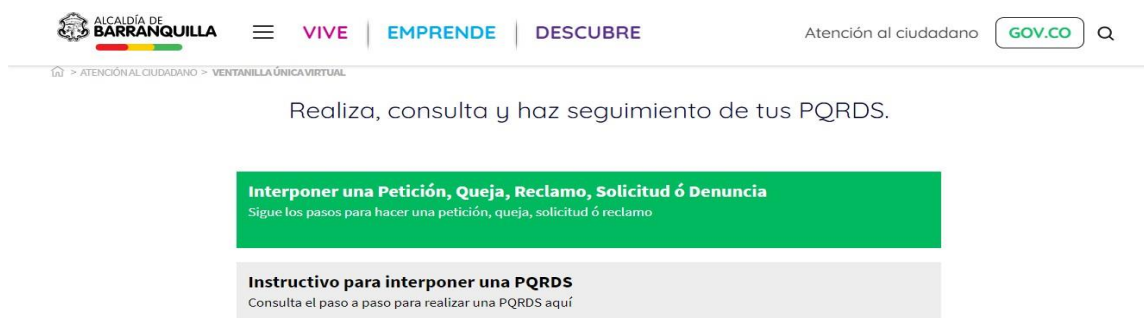 ALCALDÍA DE
BARRANQUILLA
VIVE
EMPRENDE
DESCUBRE
Atención al ciudadano
GOV.CO
> ATENCIÓN AL CIUDADANO > VENTANILLA ÚNICA VIRTUAL
Realiza, consulta y haz seguimiento de tus PQRDS.
Interponer una Petición, Queja, Reclamo, Solicitud ó Denuncia
Sigue los pasos para hacer una petición, queja, solicitud ó reclamo
Instructivo para interponer una PQRDS
Consulta el paso a paso para realizar una PQRDS aquí